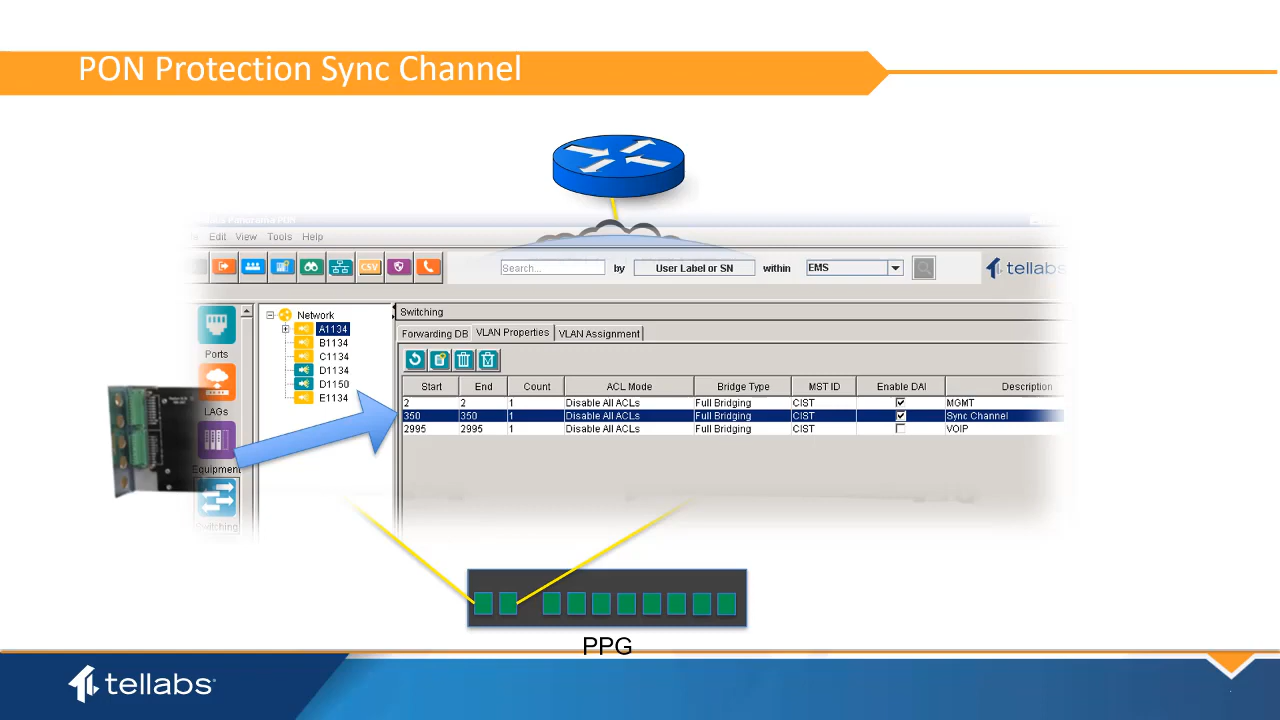 PON Protection Sync Channel
Panorama PON
Edit View Tools Help
CSV
Search...
by
User Label or SN
within
EMS
tellabs
Ports
LAGs
Equipment
Switching
Network
A1134
B1134
C1134
D1134
D1150
E1134
Switching
Forwarding DB VLAN Properties VLAN Assignment
Start End Count ACL Mode Bridge Type MST ID Enable DAI Description
2 2 1 Disable All ACLs Full Bridging CIST MGMT
350 350 1 Disable All ACLs Full Bridging CIST Sync Channel
2995 2995 1 Disable All ACLs Full Bridging CIST VOIP
PPG
tellabs